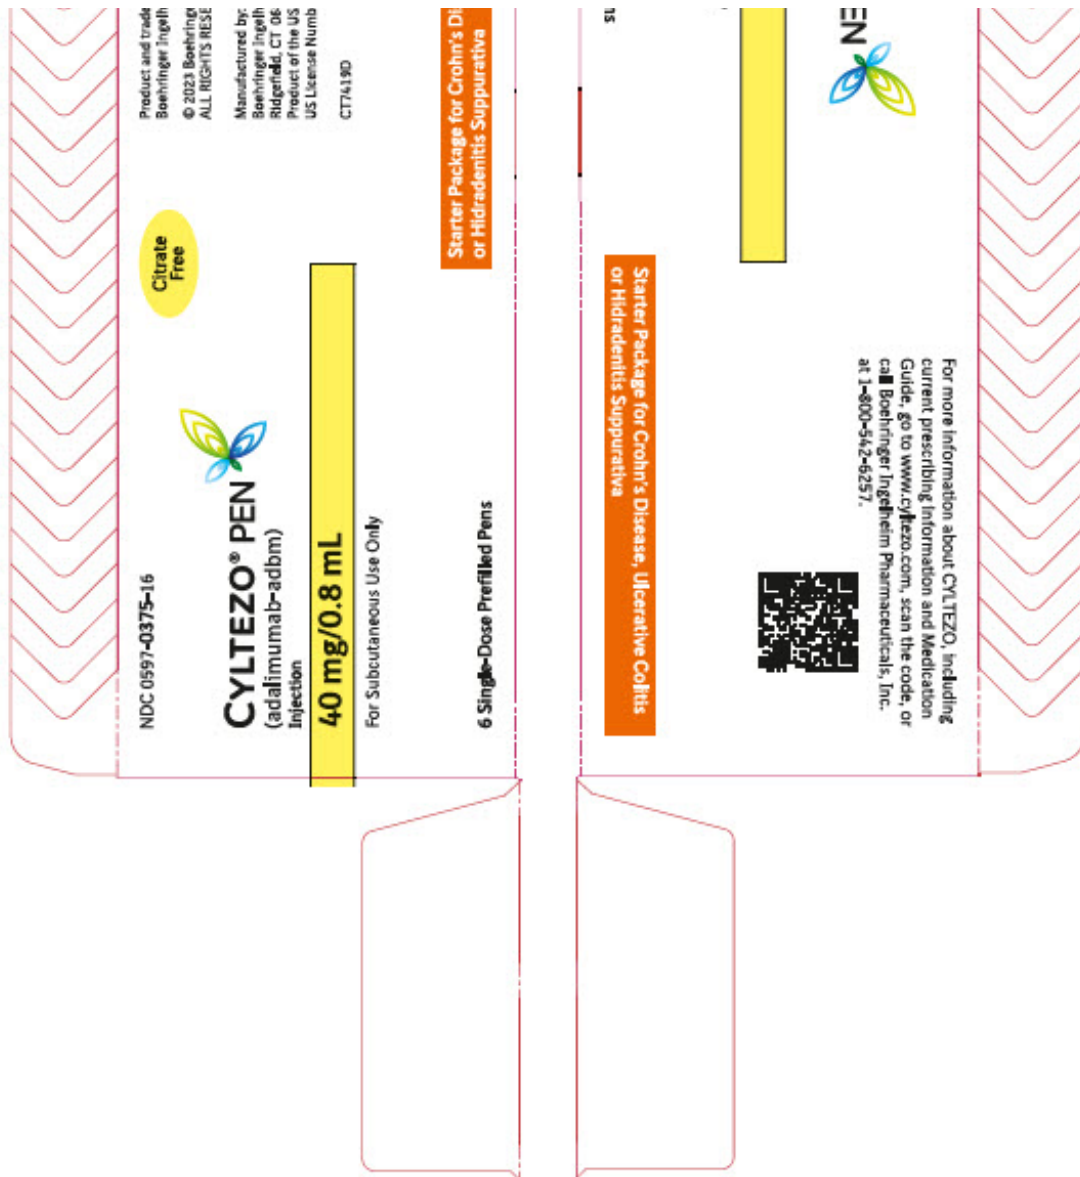 Product and trade
Boehringer Ingelh
© 2023 Boehring
ALL RIGHTS RESE
Manufactured by:
Boehringer Ingelh
Ridgefield, CT 06
Product of the US
US License Numb
CT7419D
Citrate
Free
NDC 0597-0375-16
CYLTEZO® PEN
(adalimumab-adbm)
Injection
40 mg/0.8 mL
For Subcutaneous Use Only
6 Single-Dose Prefilled Pens
Starter Package for Crohn's Di
or Hidradenitis Suppurativa
ns
EN
Starter Package for Crohn's Disease, Ulcerative Colitis
or Hidradenitis Suppurativa
For more information about CYLTEZO, including
current prescribing information and Medication
Guide, go to www.cyltezo.com, scan the code, or
call Boehringer Ingelheim Pharmaceuticals, Inc.
at 1-800-542-6257.